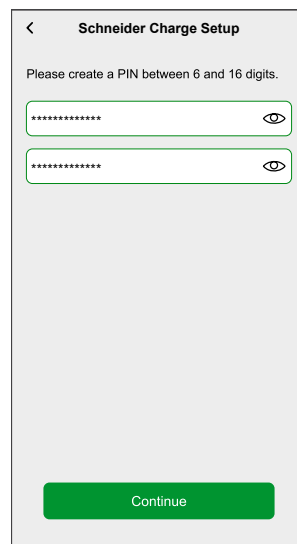 Schneider Charge Setup
Please create a PIN between 6 and 16 digits.
*************
*************
Continue